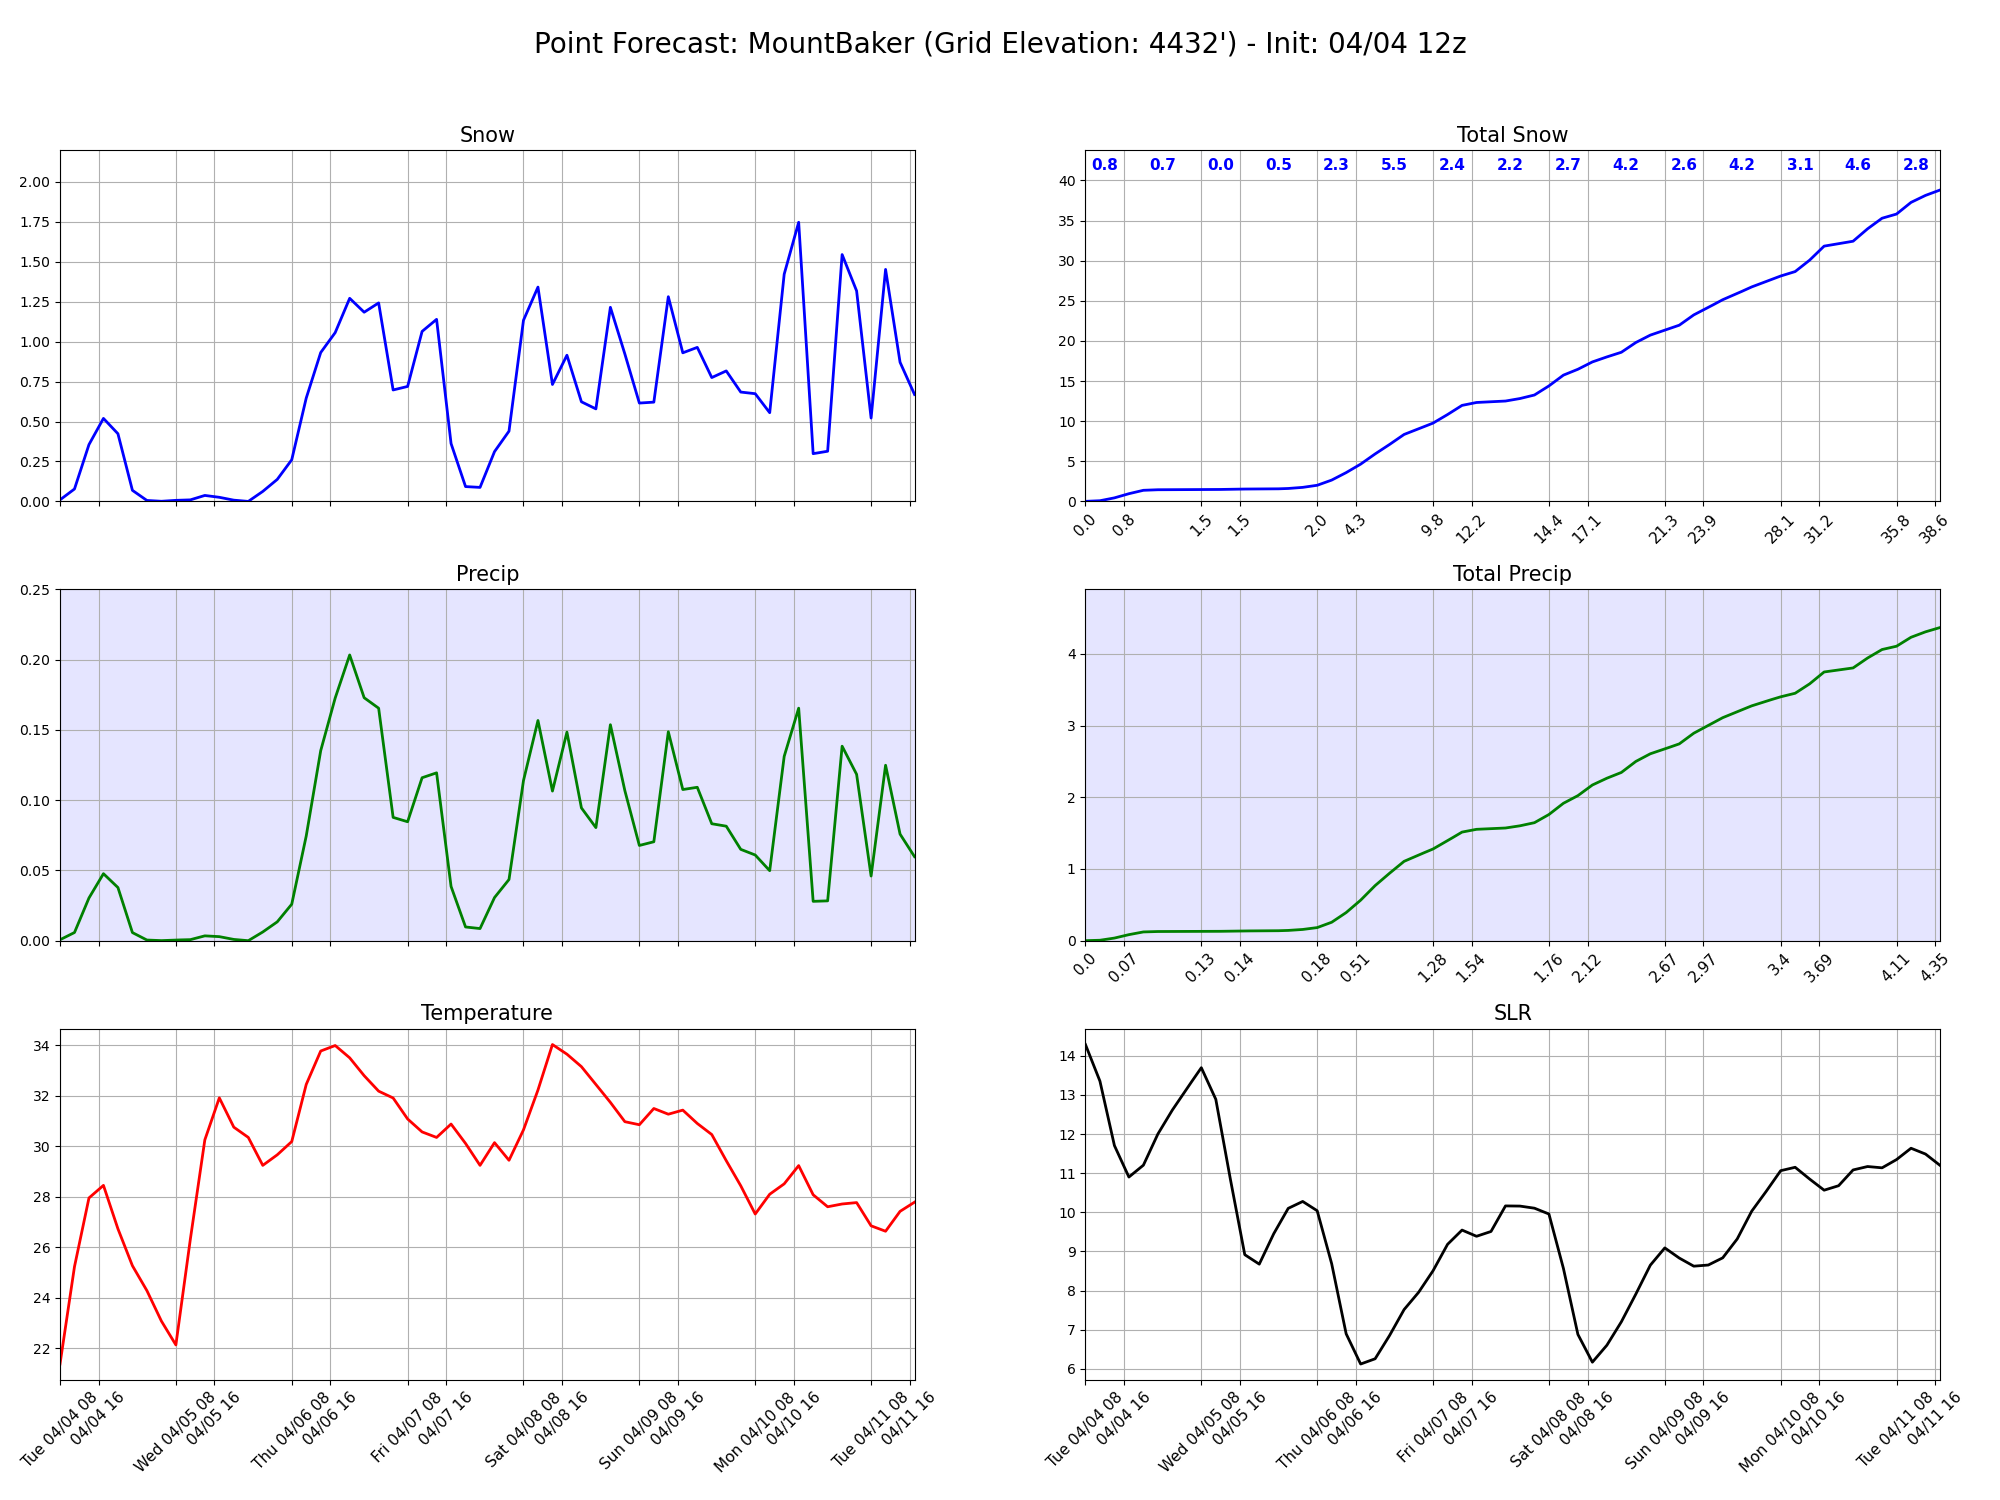 Point Forecast: MountBaker (Grid Elevation: 4432') - Init: 04/04 12z
Snow
2.00
1.75
1.50
1.25
1.00
0.75
0.50
0.25
0.00
Total Snow
0.8 0.7 0.0 0.5 2.3 5.5 2.4 2.2 2.7 4.2 2.6 4.2 3.1 4.6 2.8
40
35
30
25
20
15
10
5
0
0.0 0.8 1.5 1.5 2.0 4.3 9.8 12.2 14.4 17.1 21.3 23.9 28.1 31.2 35.8 38.6
Precip
0.25
0.20
0.15
0.10
0.05
0.00
Total Precip
4
3
2
1
0
0.0 0.07 0.13 0.14 0.18 0.51 1.28 1.54 1.76 2.12 2.67 2.97 3.4 3.69 4.11 4.35
Temperature
34
32
30
28
26
24
22
Tue 04/04 08
04/04 16
Wed 04/05 08
04/05 16
Thu 04/06 08
04/06 16
Fri 04/07 08
04/07 16
Sat 04/08 08
04/08 16
Sun 04/09 08
04/09 16
Mon 04/10 08
04/10 16
Tue 04/11 08
04/11 16
SLR
14
13
12
11
10
9
8
7
6
Tue 04/04 08
04/04 16
Wed 04/05 08
04/05 16
Thu 04/06 08
04/06 16
Fri 04/07 08
04/07 16
Sat 04/08 08
04/08 16
Sun 04/09 08
04/09 16
Mon 04/10 08
04/10 16
Tue 04/11 08
04/11 16